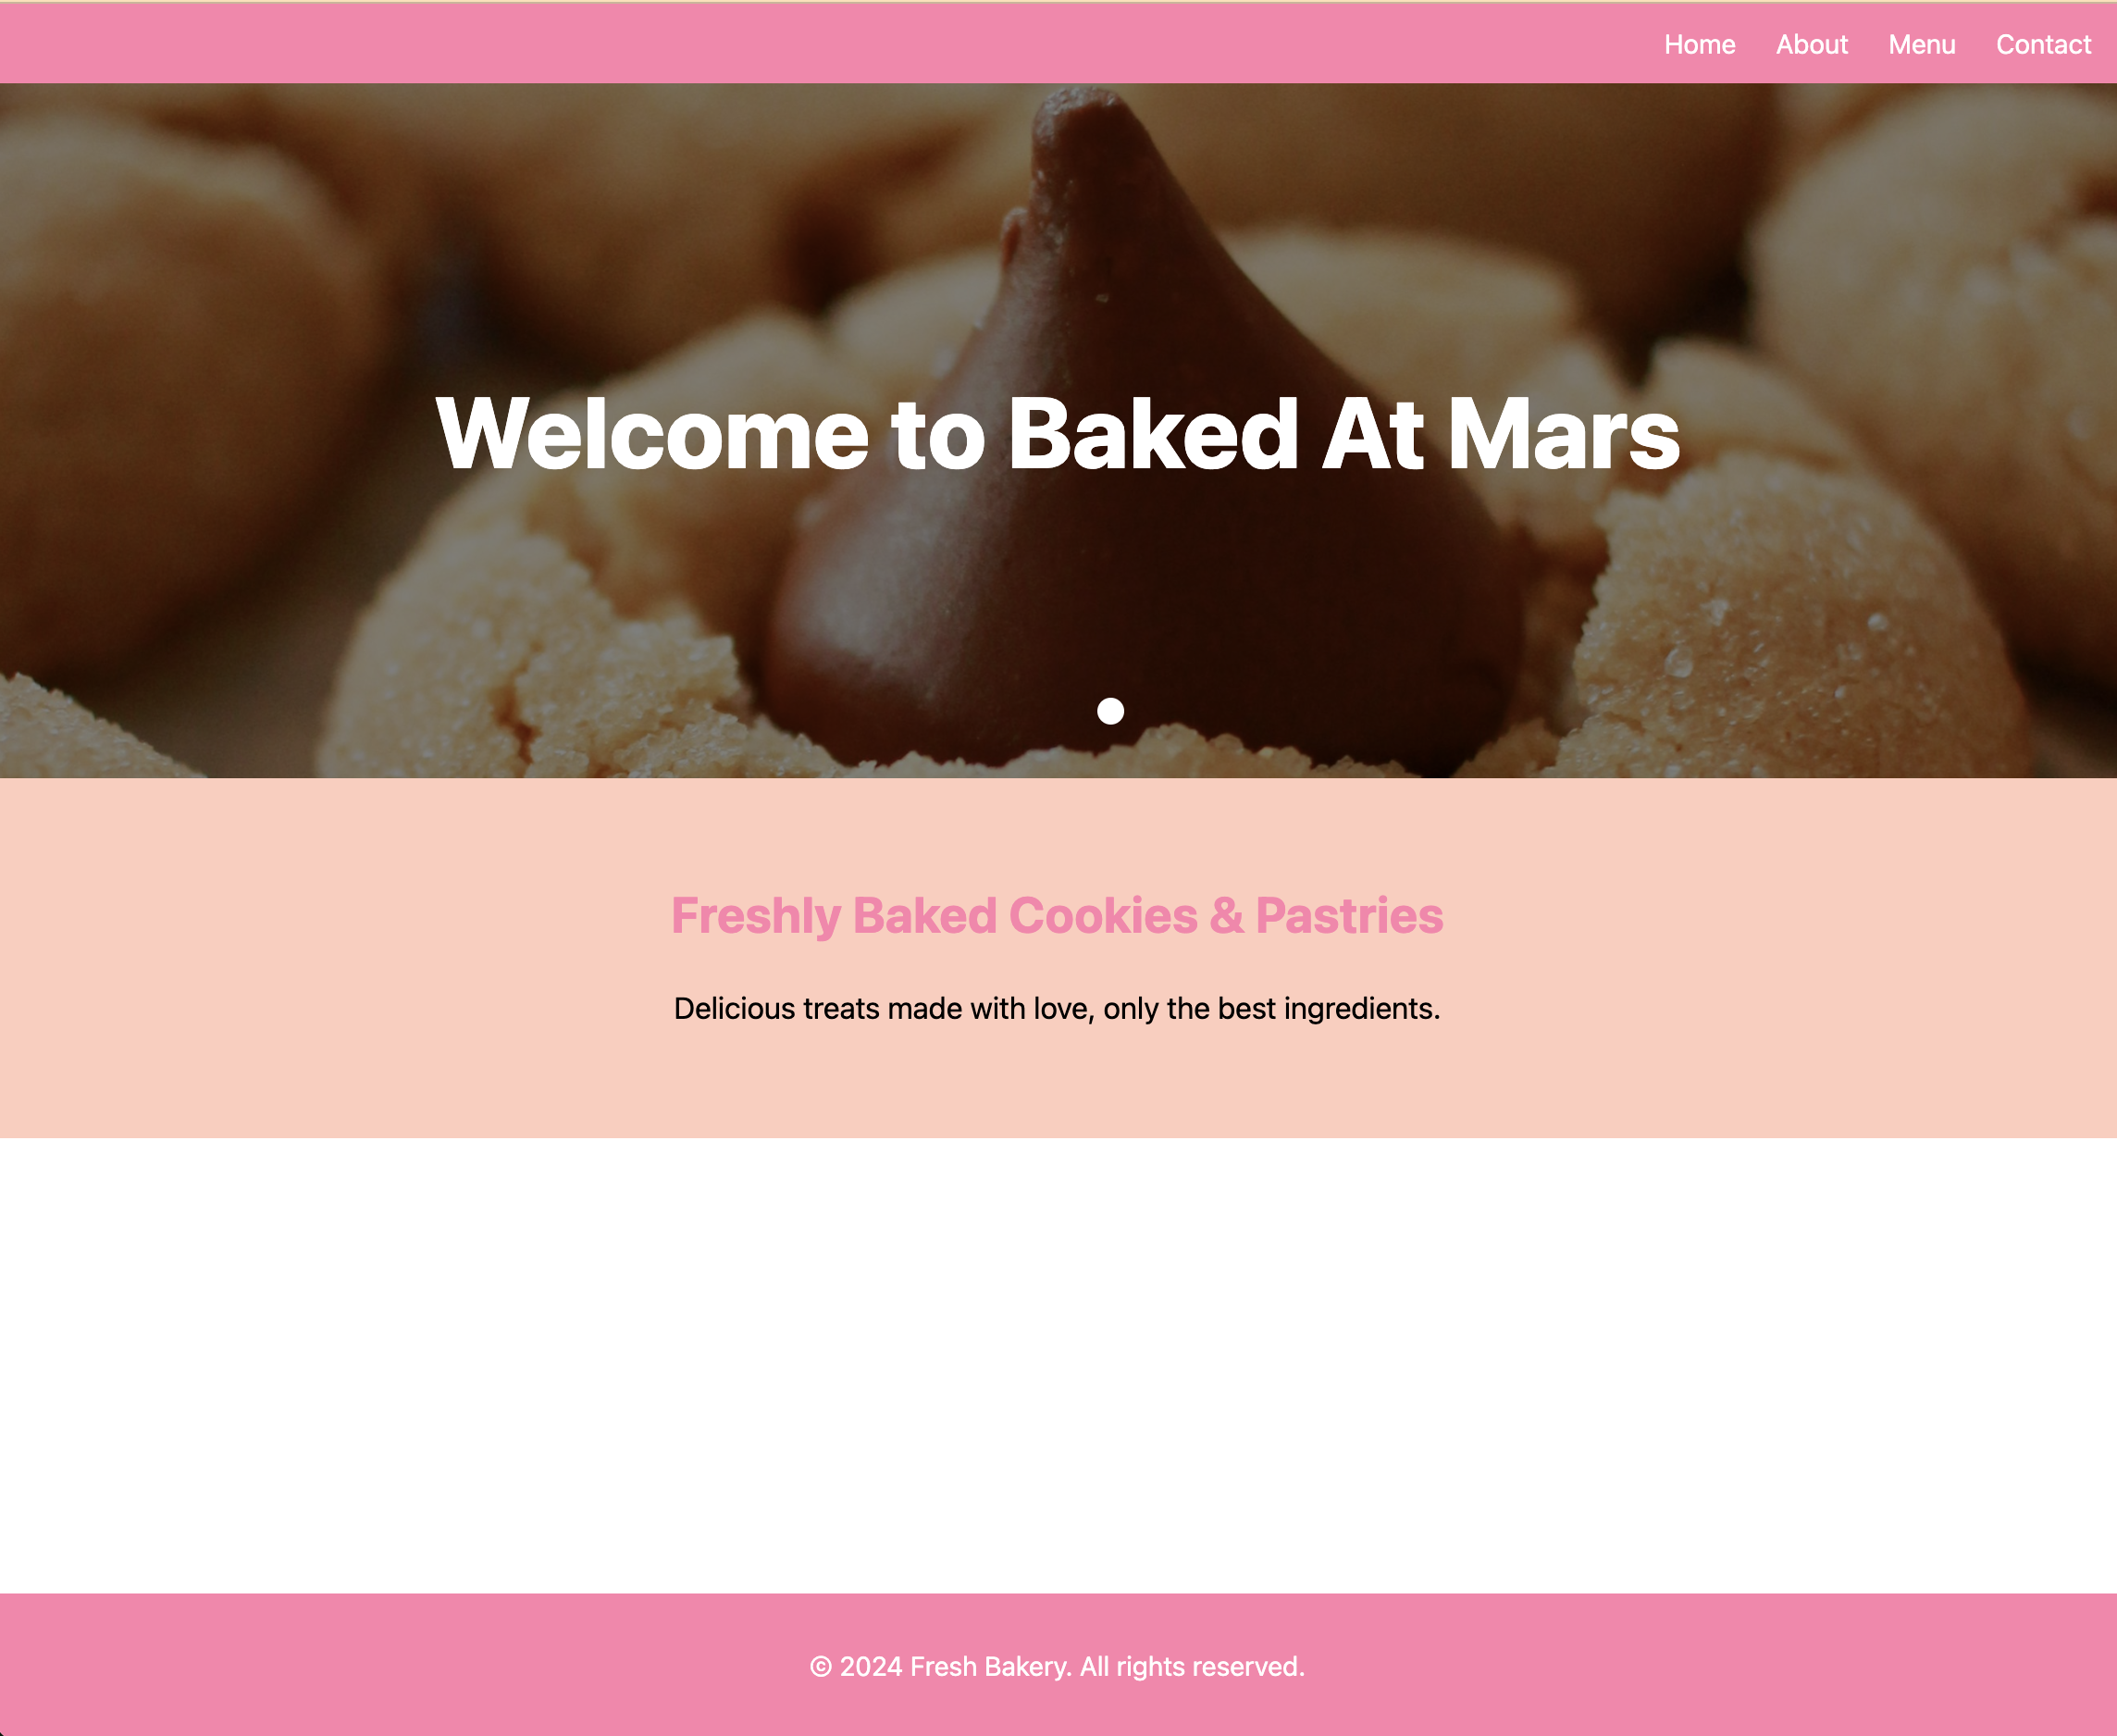 Home About Menu Contact
Welcome to Baked At Mars
Freshly Baked Cookies & Pastries
Delicious treats made with love, only the best ingredients.
© 2024 Fresh Bakery. All rights reserved.